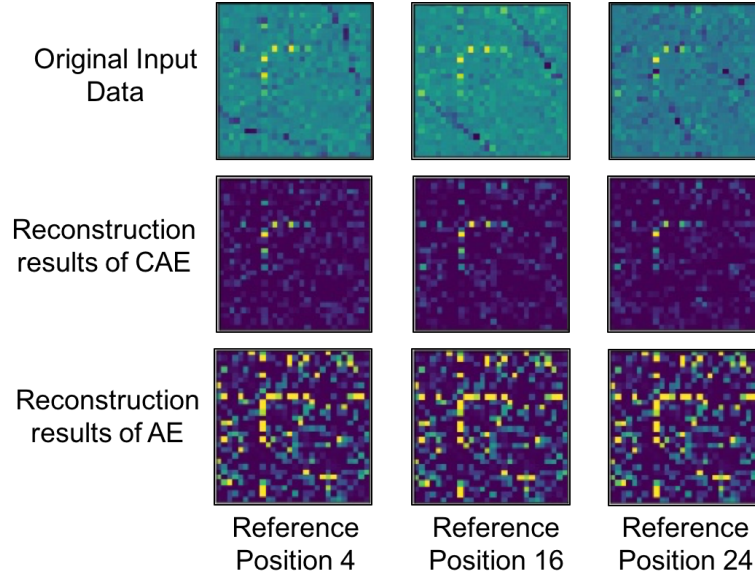 Original Input
Data
Reconstruction
results of CAE
Reconstruction
results of AE
Reference
Position 4
Reference
Position 16
Reference
Position 24